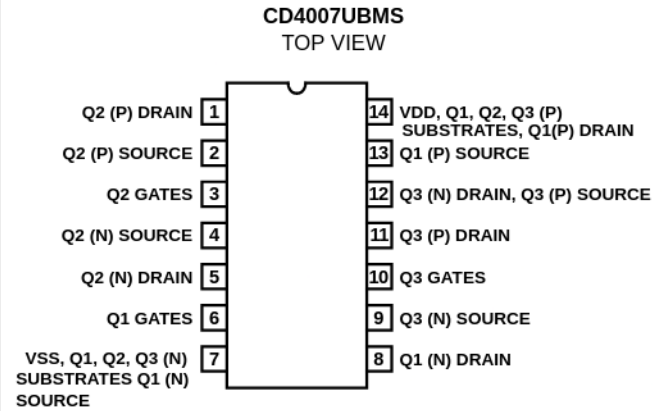 CD4007UBMS
TOP VIEW
Q2 (P) DRAIN 1
Q2 (P) SOURCE 2
Q2 GATES 3
Q2 (N) SOURCE 4
Q2 (N) DRAIN 5
Q1 GATES 6
VSS, Q1, Q2, Q3 (N) 7
SUBSTRATES Q1 (N)
SOURCE
14 VDD, Q1, Q2, Q3 (P)
SUBSTRATES, Q1(P) DRAIN
13 Q1 (P) SOURCE
12 Q3 (N) DRAIN, Q3 (P) SOURCE
11 Q3 (P) DRAIN
10 Q3 GATES
9 Q3 (N) SOURCE
8 Q1 (N) DRAIN